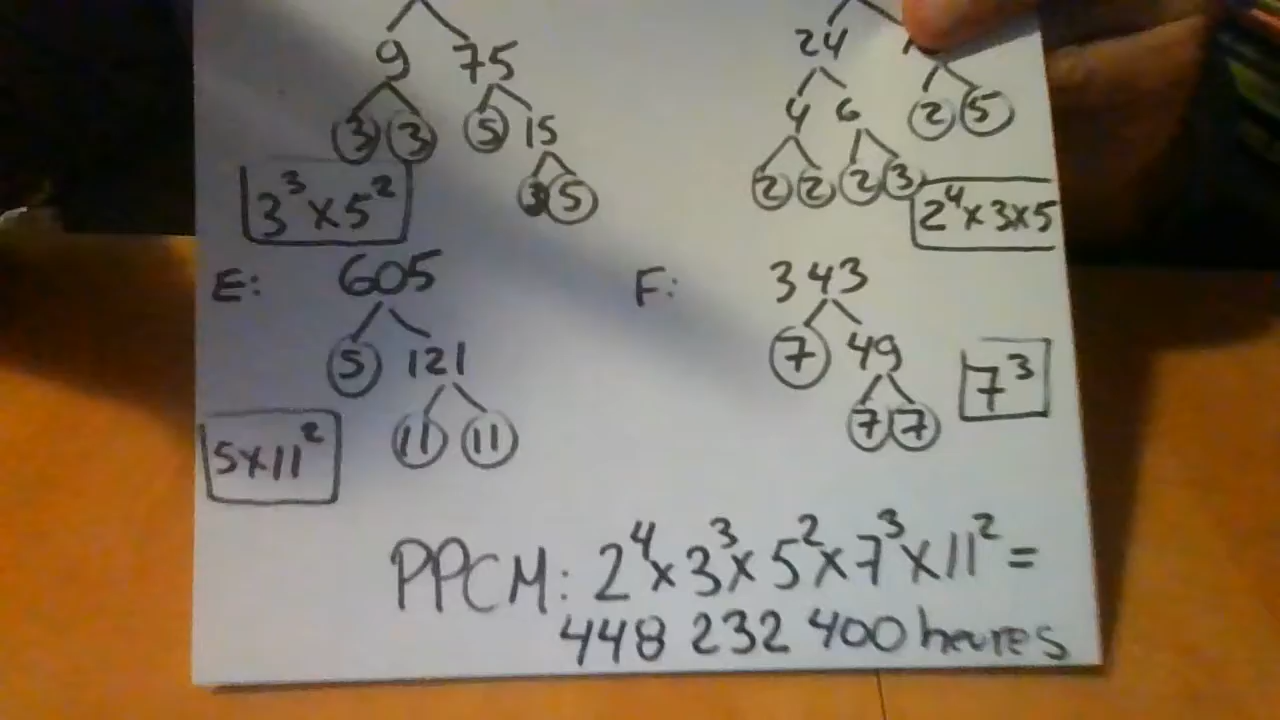 9 75 24
3 3 5 15 4 6 2 5
3 5 2 2 2 3
3³×5² 2⁴×3×5
E: 605 F: 343
5 121 7 49
11 11 7 7
5×11² 7³
PPCM: 2⁴×3³×5²×7³×11² =
448 232 400 heures